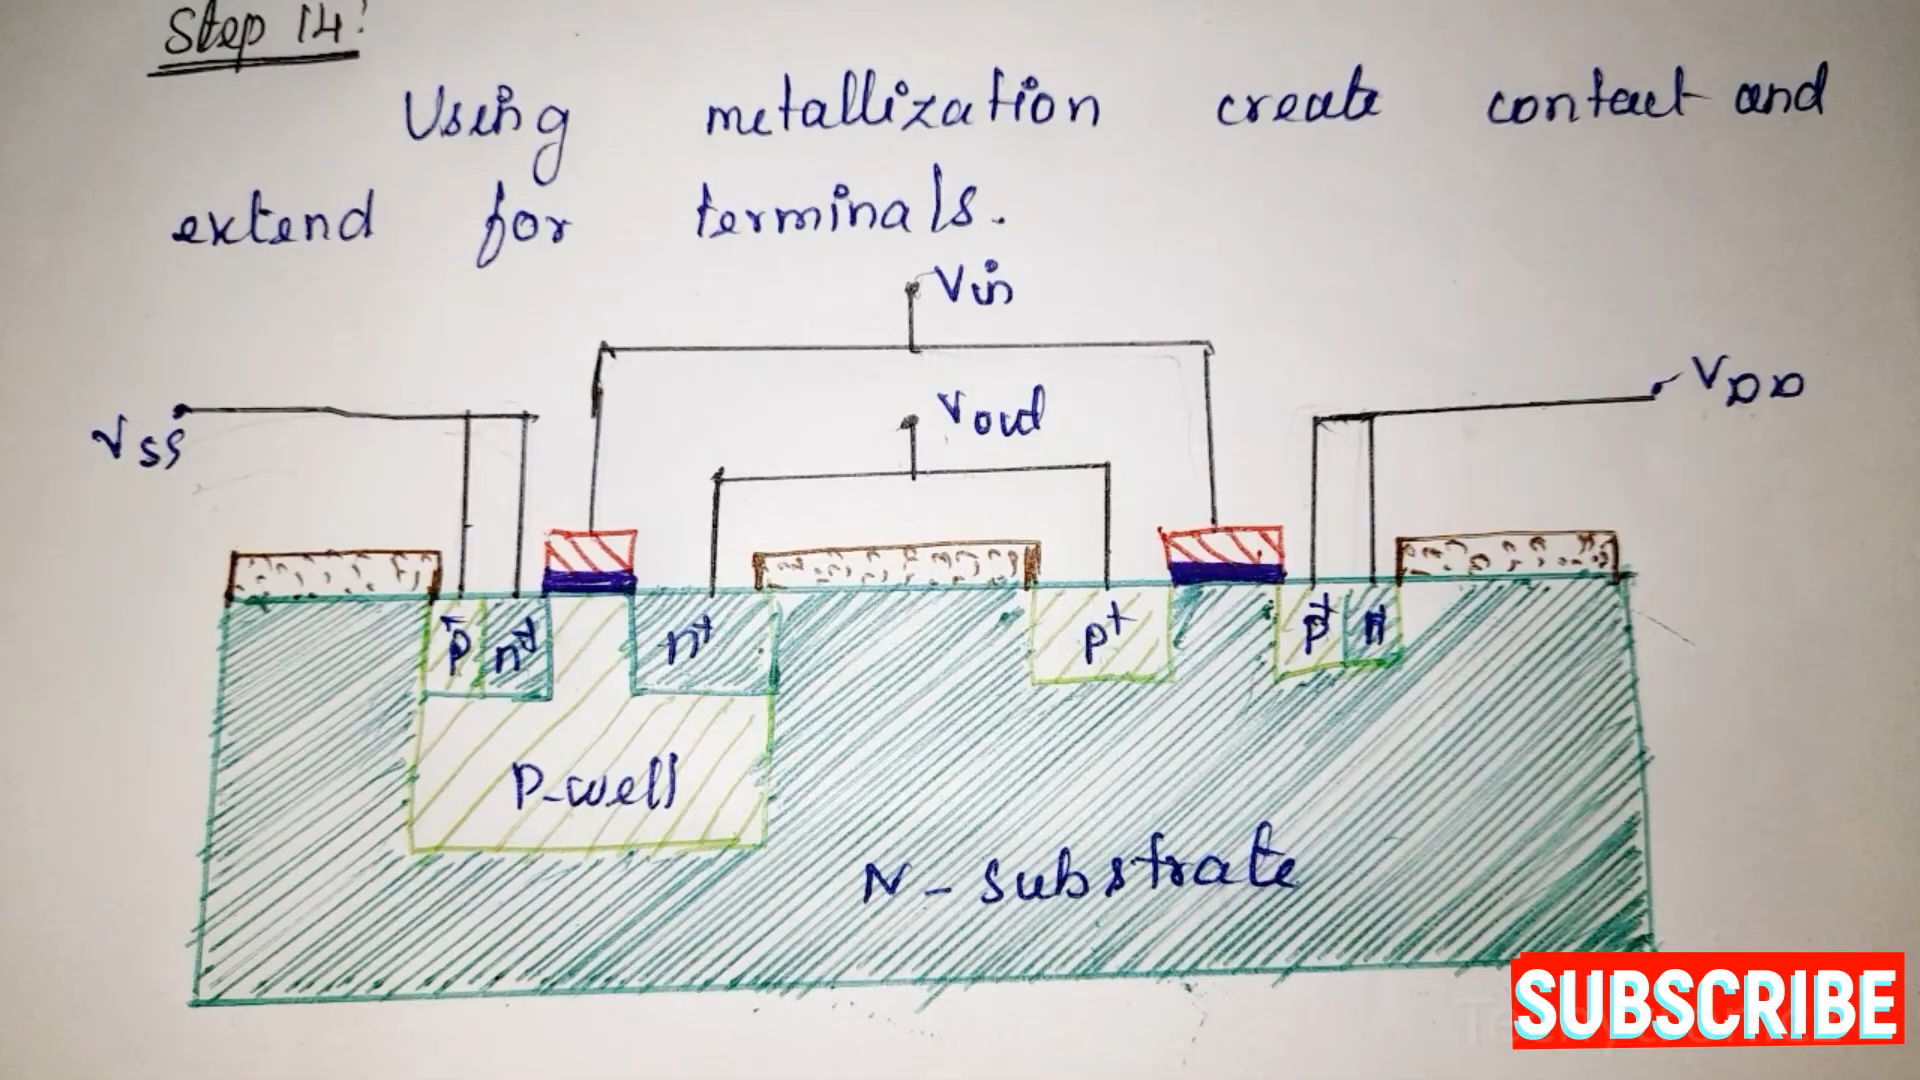 Step 14:
Using metallization create contact and
extend for terminals.
Vin
VDD
Vout
VSS
p+ n+ n+ p+ p+ n
P-well
N-substrate
SUBSCRIBE